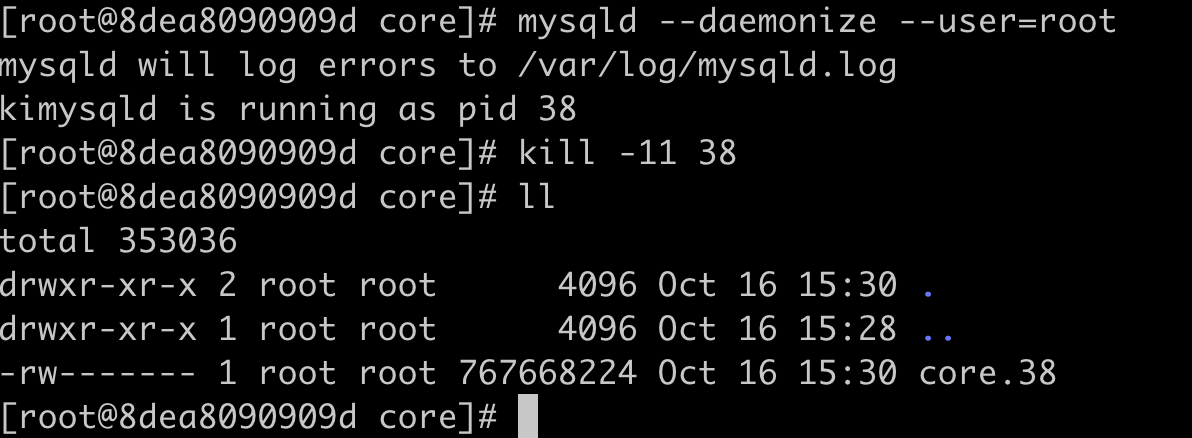 [root@8dea8090909d core]# mysqld --daemonize --user=root
mysqld will log errors to /var/log/mysqld.log
kimysqld is running as pid 38
[root@8dea8090909d core]# kill -11 38
[root@8dea8090909d core]# ll
total 353036
drwxr-xr-x 2 root root      4096 Oct 16 15:30 .
drwxr-xr-x 1 root root      4096 Oct 16 15:28 ..
-rw------- 1 root root 767668224 Oct 16 15:30 core.38
[root@8dea8090909d core]#